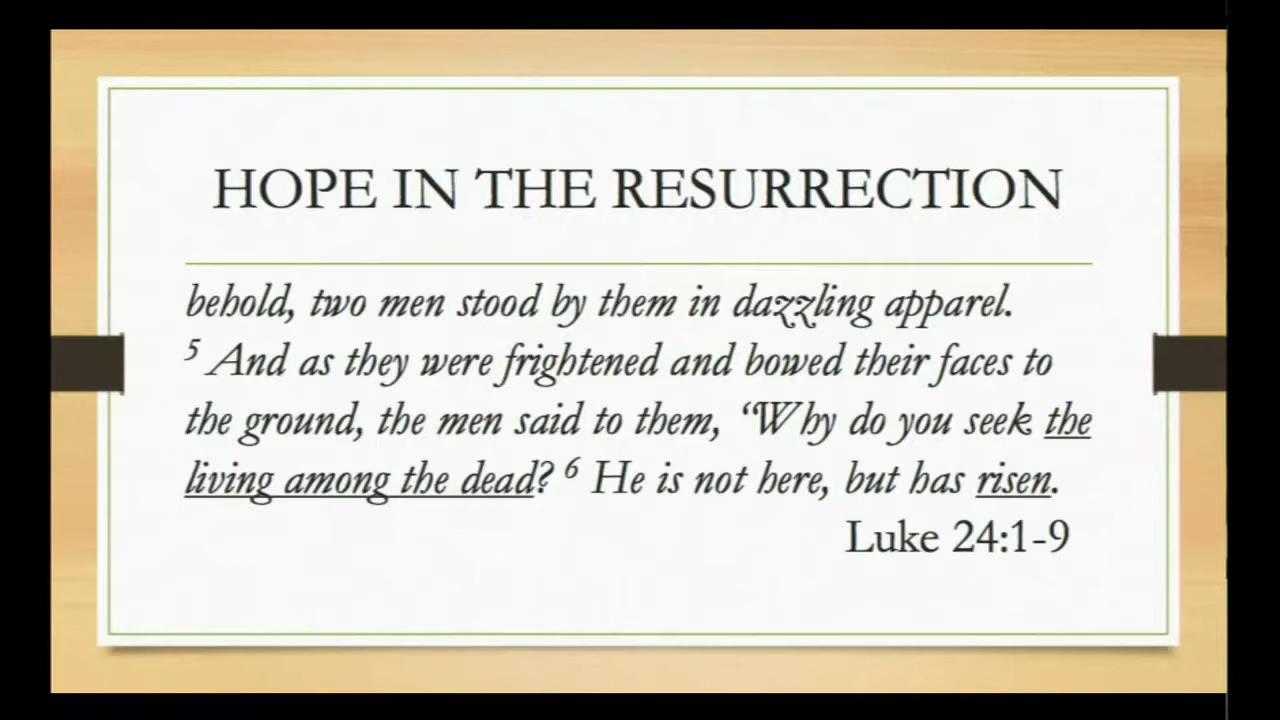 HOPE IN THE RESURRECTION
behold, two men stood by them in dazzling apparel.
5 And as they were frightened and bowed their faces to
the ground, the men said to them, “Why do you seek the
living among the dead? 6 He is not here, but has risen.
Luke 24:1-9